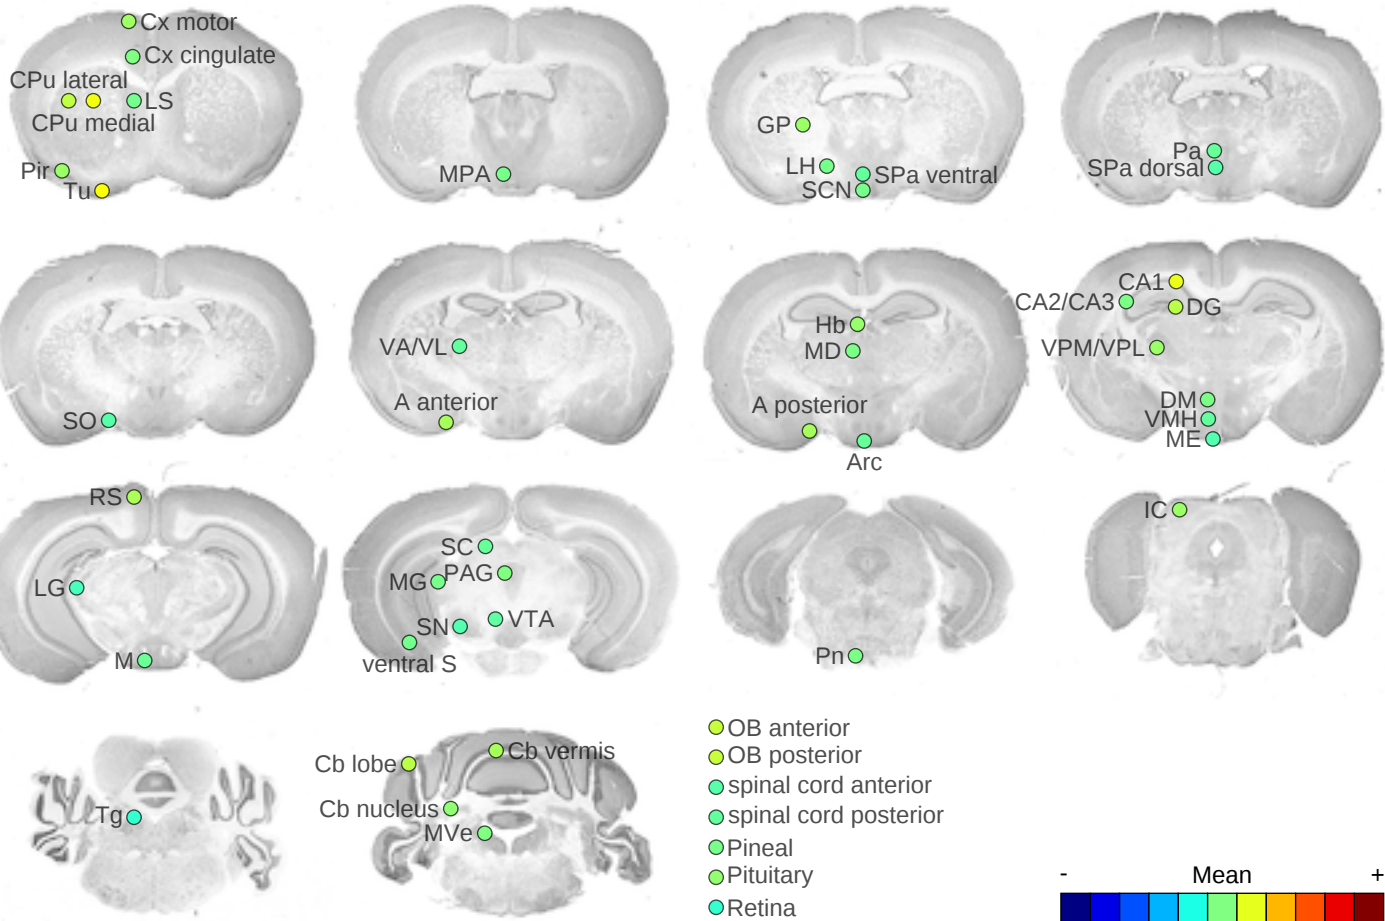 Cx motor
Cx cingulate
CPu lateral
LS
CPu medial
Pir
Tu
MPA
GP
LH
SPa ventral
SCN
Pa
SPa dorsal
SO
VA/VL
A anterior
Hb
MD
A posterior
Arc
CA1
CA2/CA3
DG
VPM/VPL
DM
VMH
ME
RS
LG
M
SC
MG
PAG
SN
VTA
ventral S
Pn
IC
Tg
Cb lobe
Cb vermis
Cb nucleus
MVe
OB anterior
OB posterior
spinal cord anterior
spinal cord posterior
Pineal
Pituitary
Retina
- Mean +